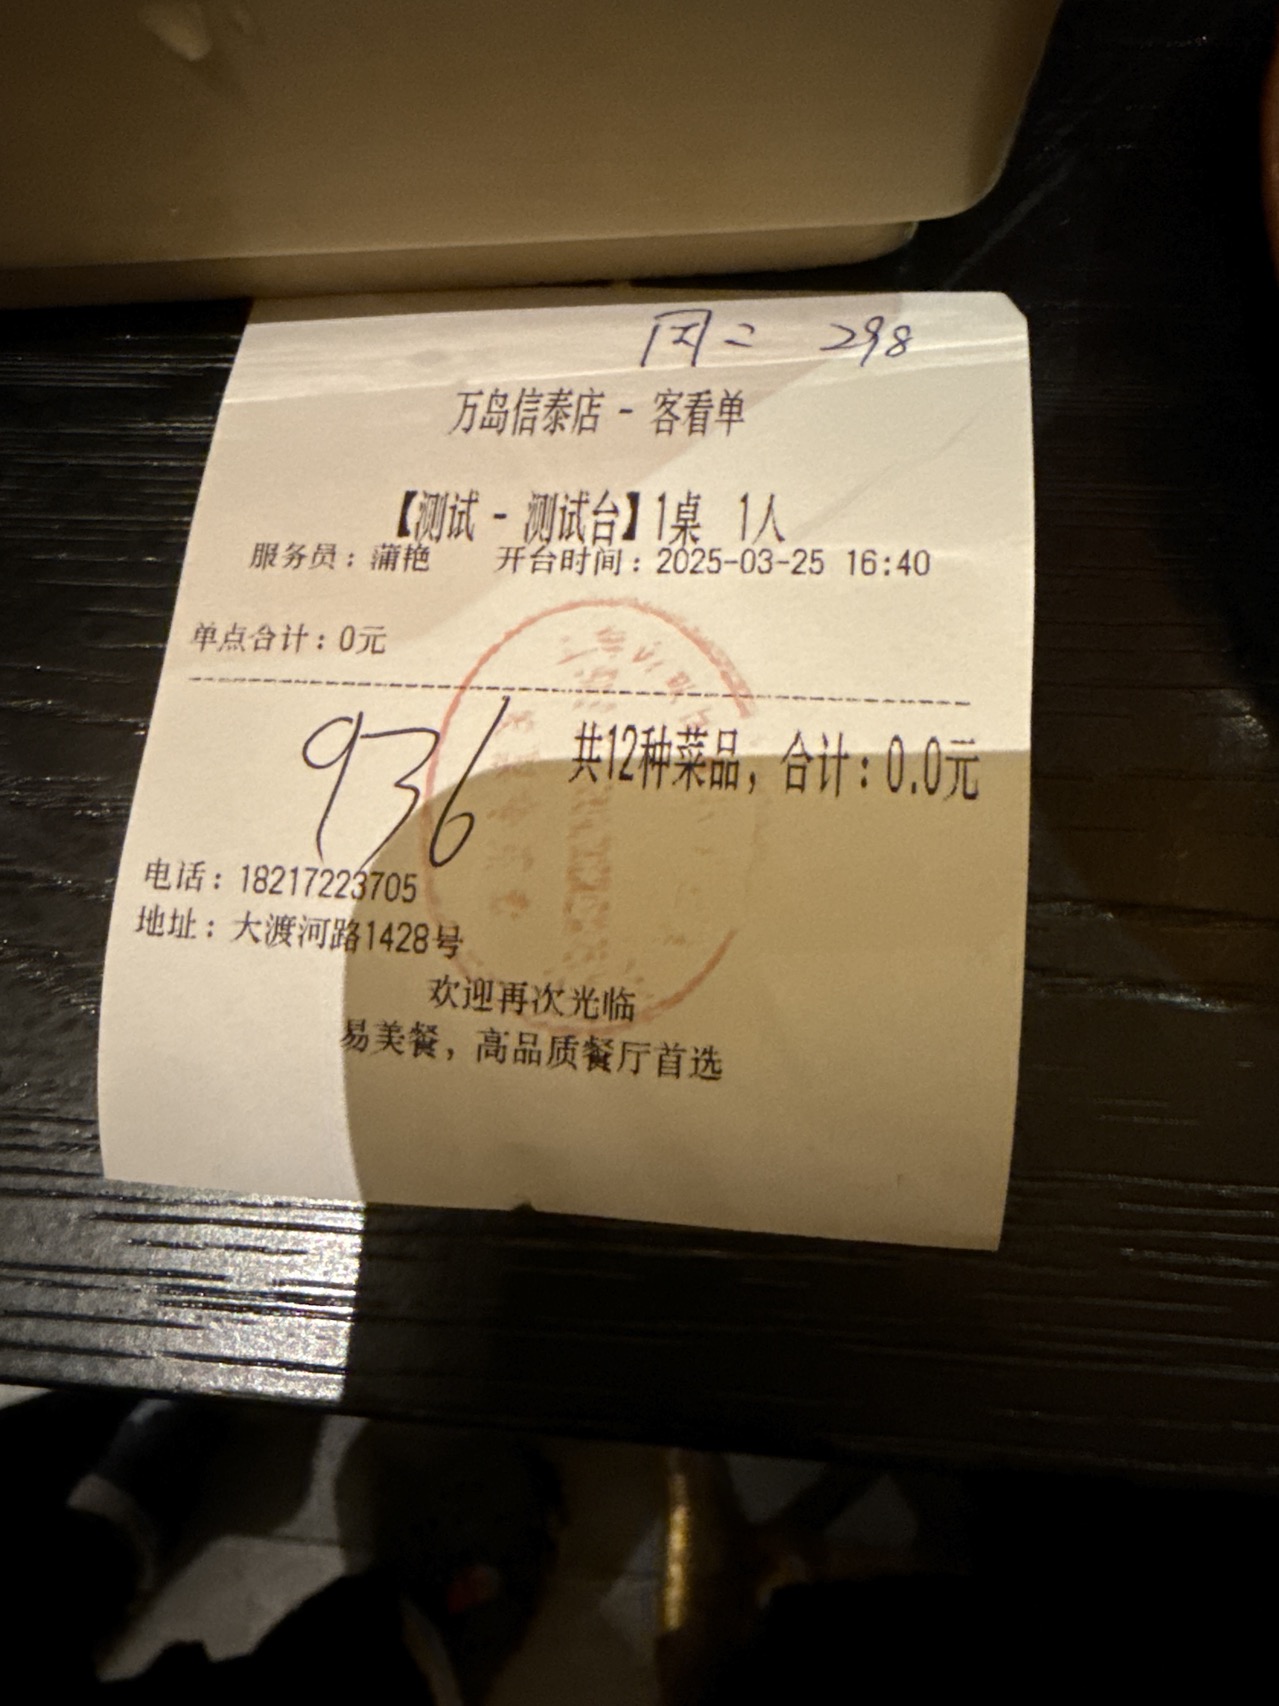 周二 298
万岛信泰店 - 客看单
【测试 - 测试台】1桌 1人
服务员：蒲艳 开台时间：2025-03-25 16:40
单点合计：0元
共12种菜品，合计：0.0元
936
电话：18217223705
地址：大渡河路1428号
欢迎再次光临
易美餐，高品质餐厅首选